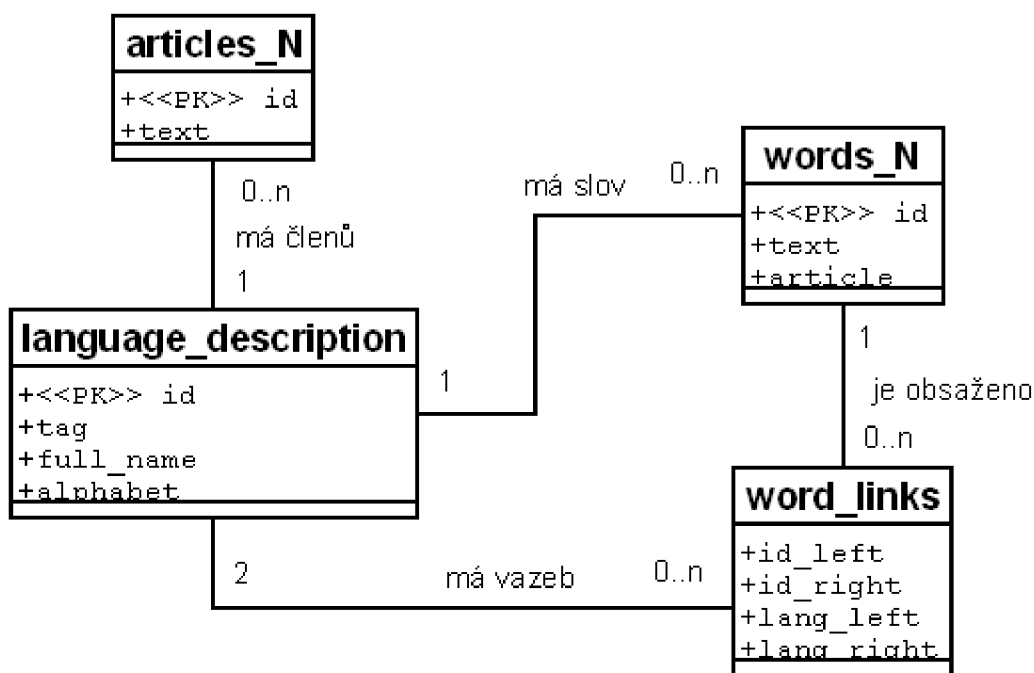 articles_N
+<<PK>> id
+text
0..n
má členů
1
language_description
+<<PK>> id
+tag
+full_name
+alphabet
má slov
0..n
1
words_N
+<<PK>> id
+text
+article
1
je obsaženo
0..n
2
má vazeb
0..n
word_links
+id_left
+id_right
+lang_left
+lang_right